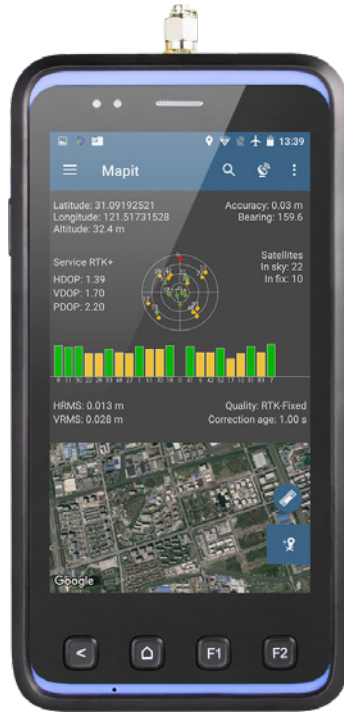 13:39
Mapit
Latitude: 31.09192521
Longitude: 121.51731528
Altitude: 32.4 m
Accuracy: 0.03 m
Bearing: 159.6
Service RTK+
HDOP: 1.39
VDOP: 1.70
PDOP: 2.20
Satellites
In sky: 22
In fix: 10
HRMS: 0.013 m
VRMS: 0.028 m
Quality: RTK-Fixed
Correction age: 1.00 s
Google
<
F1
F2